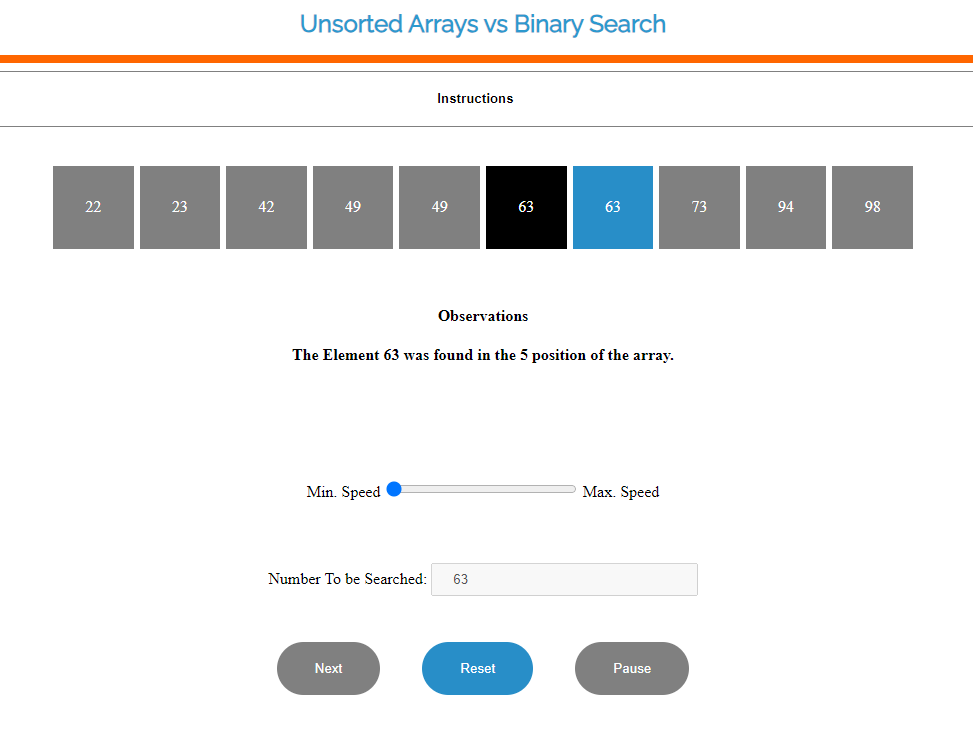 Unsorted Arrays vs Binary Search
Instructions
22 23 42 49 49 63 63 73 94 98
Observations
The Element 63 was found in the 5 position of the array.
Min. Speed Max. Speed
Number To be Searched: 63
Next Reset Pause